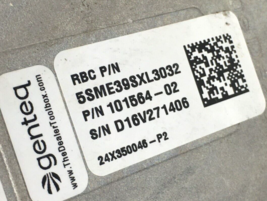 RBC P/N
5SME39SXL3032
P/N 101564-02
S/N D16V271406
24X350046-P2
genteq
www.TheDealerToolbox.com